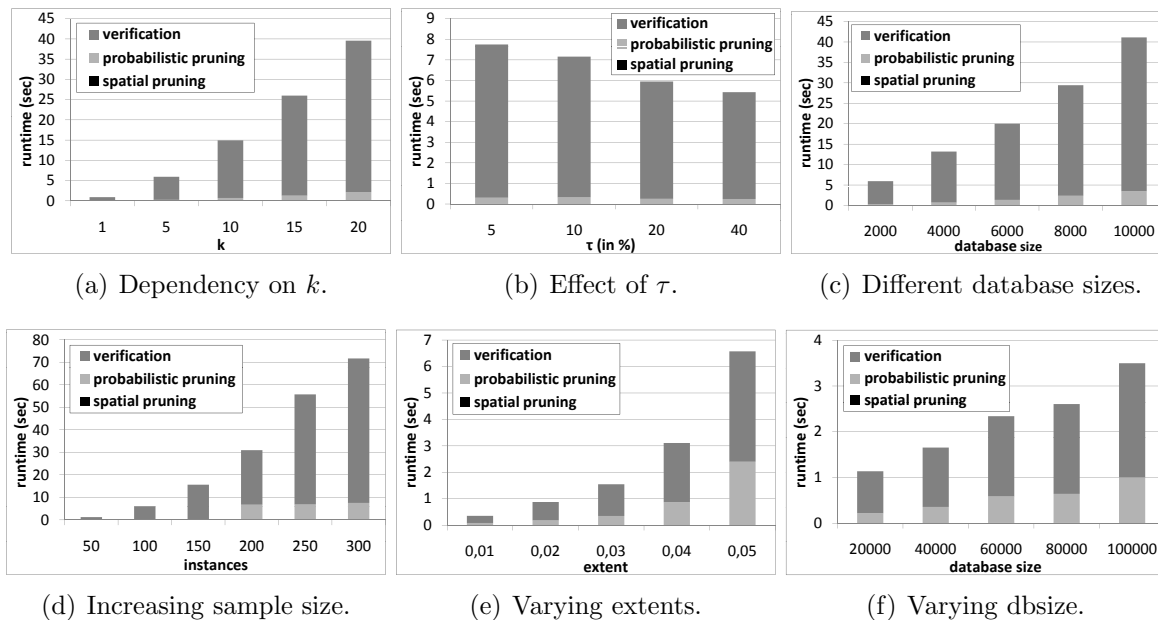 45
40
35
30
25
20
15
10
5
0
runtime (sec)
verification
probabilistic pruning
spatial pruning
1 5 10 15 20
k
(a) Dependency on k.
9
8
7
6
5
4
3
2
1
0
runtime (sec)
verification
probabilistic pruning
spatial pruning
5 10 20 40
τ (in %)
(b) Effect of τ.
45
40
35
30
25
20
15
10
5
0
runtime (sec)
verification
probabilistic pruning
spatial pruning
2000 4000 6000 8000 10000
database size
(c) Different database sizes.
80
70
60
50
40
30
20
10
0
runtime (sec)
verification
probabilistic pruning
spatial pruning
50 100 150 200 250 300
instances
(d) Increasing sample size.
7
6
5
4
3
2
1
0
runtime (sec)
verification
probabilistic pruning
spatial pruning
0,01 0,02 0,03 0,04 0,05
extent
(e) Varying extents.
4
3
2
1
0
runtime (sec)
verification
probabilistic pruning
spatial pruning
20000 40000 60000 80000 100000
database size
(f) Varying dbsize.